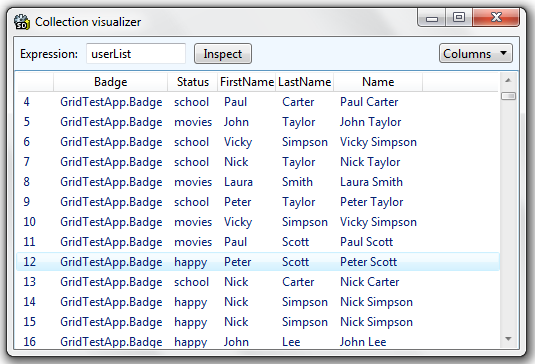 Collection visualizer
Expression: userList Inspect Columns
Badge Status FirstName LastName Name
4 GridTestApp.Badge school Paul Carter Paul Carter
5 GridTestApp.Badge movies John Taylor John Taylor
6 GridTestApp.Badge school Vicky Simpson Vicky Simpson
7 GridTestApp.Badge school Nick Taylor Nick Taylor
8 GridTestApp.Badge movies Laura Smith Laura Smith
9 GridTestApp.Badge school Peter Taylor Peter Taylor
10 GridTestApp.Badge movies Vicky Simpson Vicky Simpson
11 GridTestApp.Badge movies Paul Scott Paul Scott
12 GridTestApp.Badge happy Peter Scott Peter Scott
13 GridTestApp.Badge school Nick Carter Nick Carter
14 GridTestApp.Badge happy Nick Simpson Nick Simpson
15 GridTestApp.Badge happy Nick Simpson Nick Simpson
16 GridTestApp.Badge happy John Lee John Lee